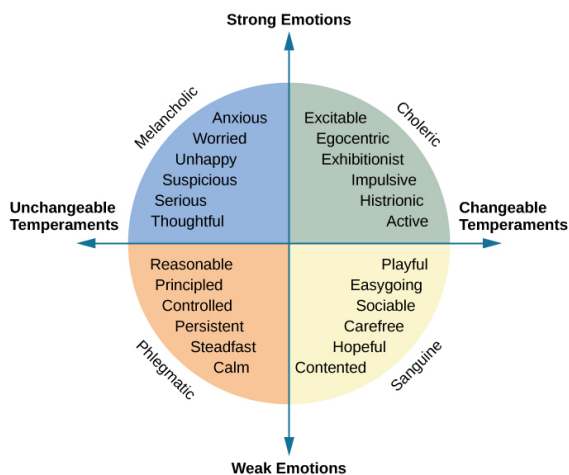 Strong Emotions
Melancholic
Choleric
Anxious
Worried
Unhappy
Suspicious
Serious
Thoughtful
Excitable
Egocentric
Exhibitionist
Impulsive
Histrionic
Active
Unchangeable
Temperaments
Changeable
Temperaments
Reasonable
Principled
Controlled
Persistent
Steadfast
Calm
Playful
Easygoing
Sociable
Carefree
Hopeful
Contented
Phlegmatic
Sanguine
Weak Emotions